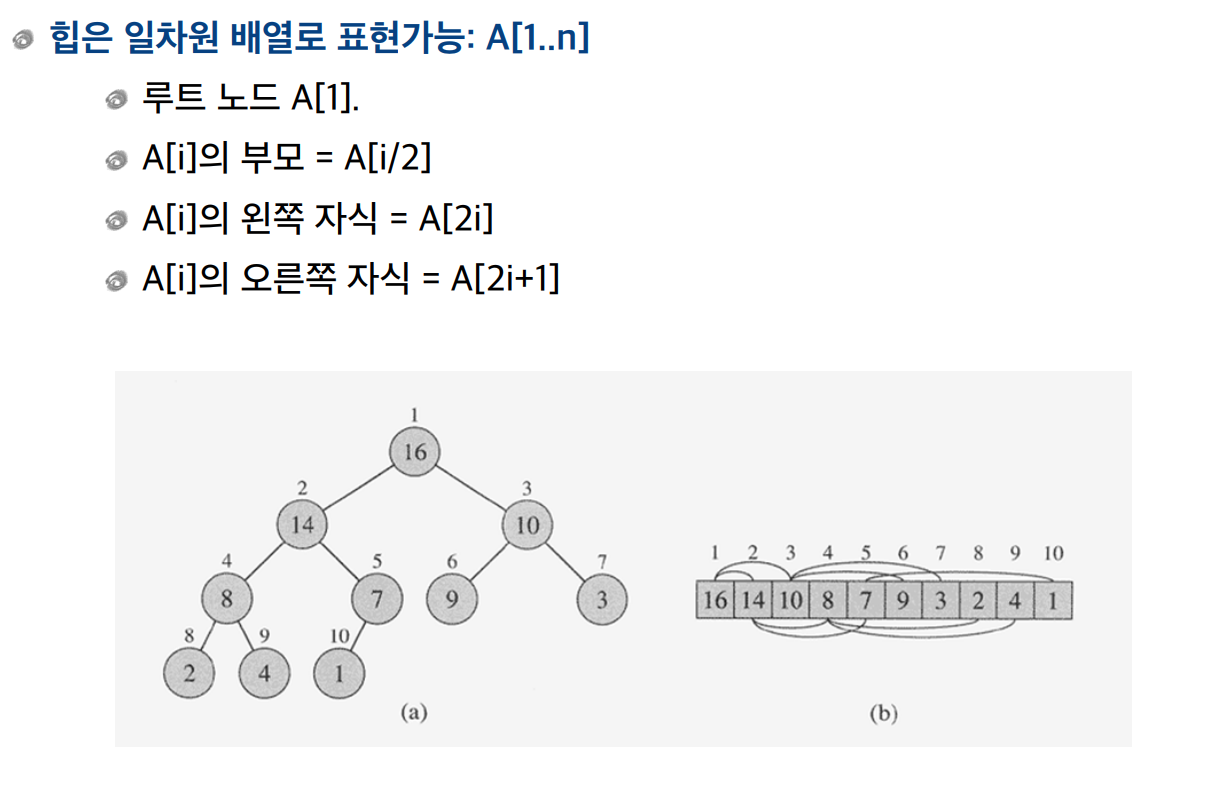 힙은 일차원 배열로 표현가능: A[1..n]
루트 노드 A[1].
A[i]의 부모 = A[i/2]
A[i]의 왼쪽 자식 = A[2i]
A[i]의 오른쪽 자식 = A[2i+1]
1
16
2 3
14 10
4 5 6 7
8 7 9 3
8 9 10
2 4 1
(a)
1 2 3 4 5 6 7 8 9 10
16 14 10 8 7 9 3 2 4 1
(b)